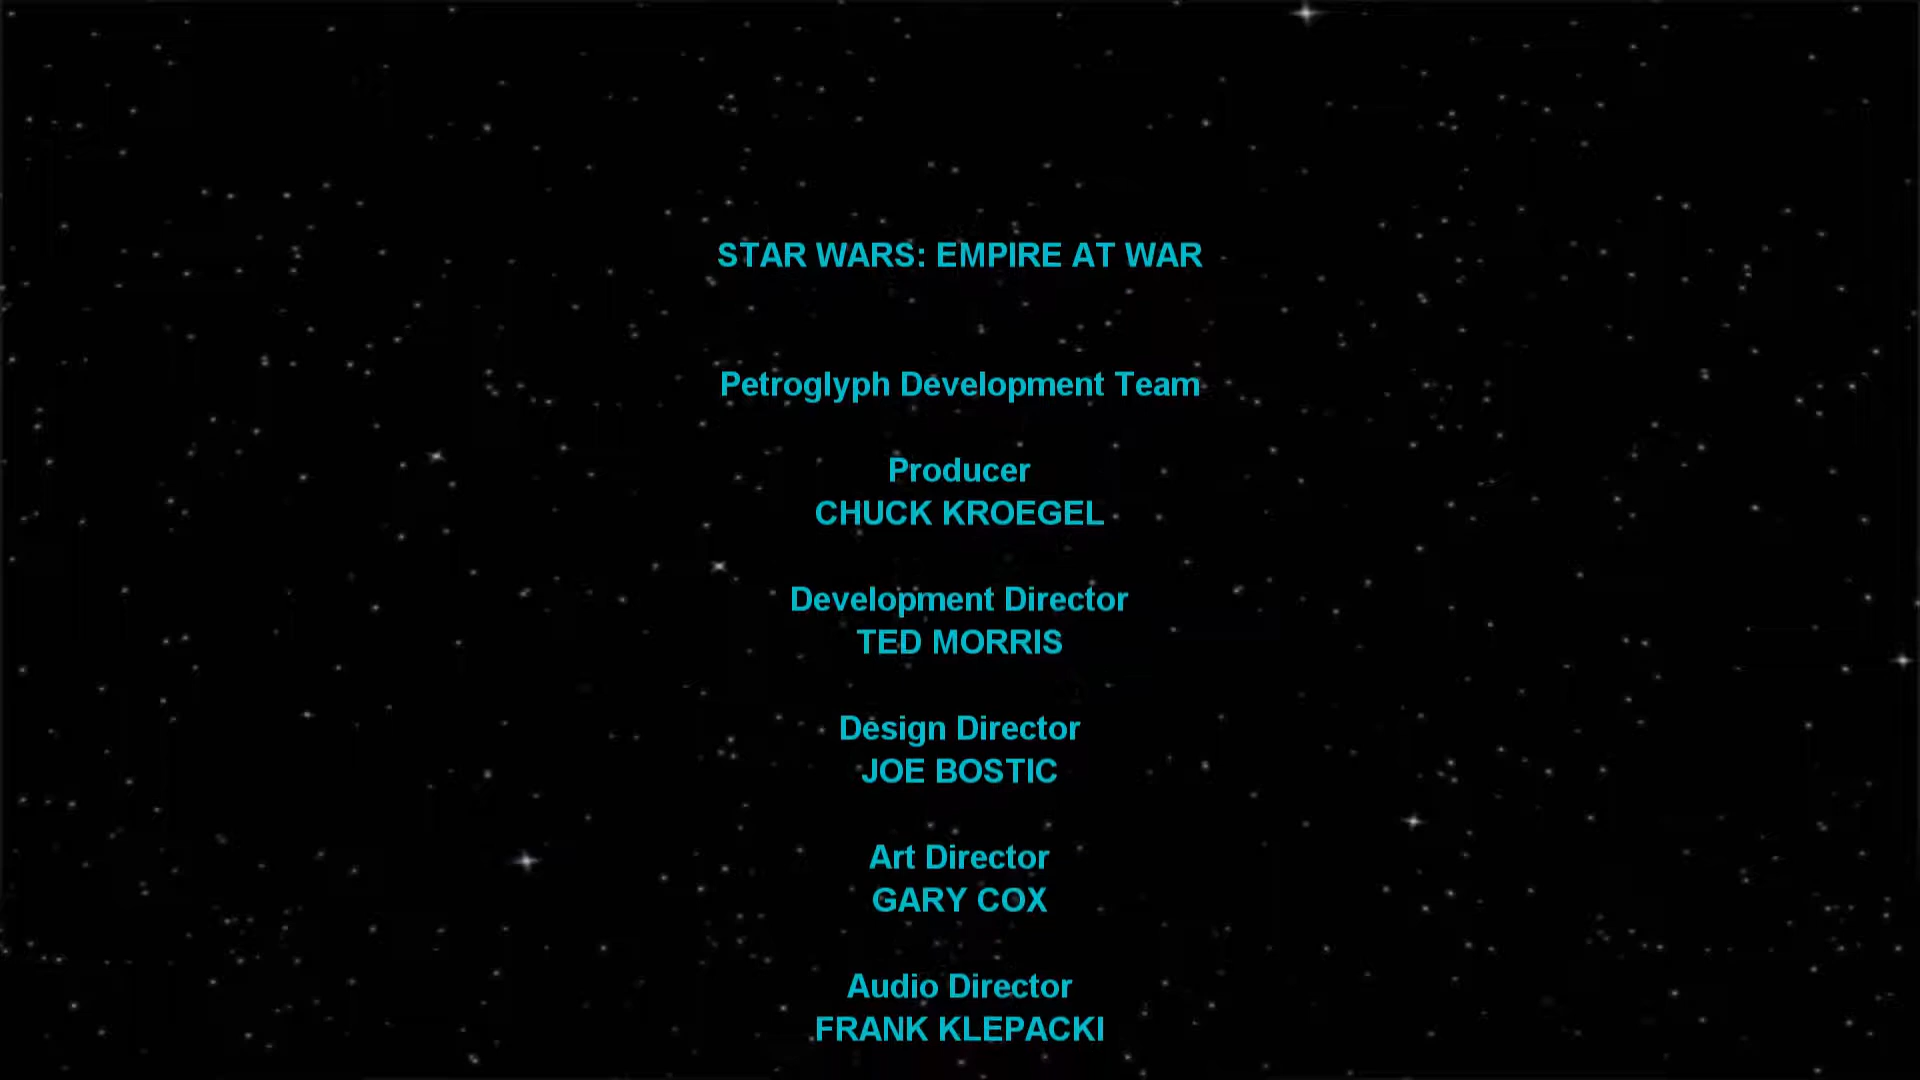 STAR WARS: EMPIRE AT WAR
Petroglyph Development Team
Producer
CHUCK KROEGEL
Development Director
TED MORRIS
Design Director
JOE BOSTIC
Art Director
GARY COX
Audio Director
FRANK KLEPACKI